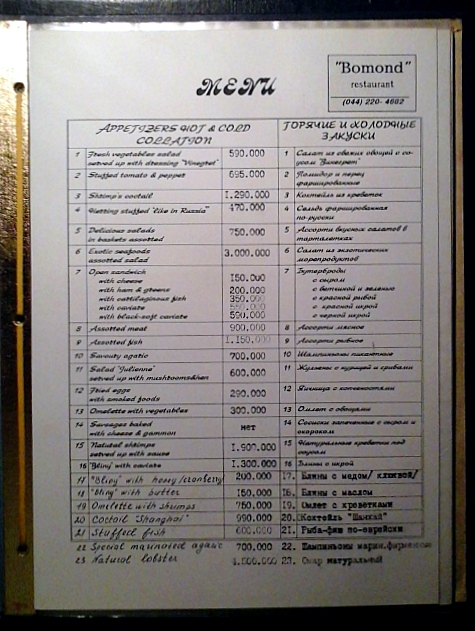 MENU
"Bomond"
restaurant
(044) 220-4662
APPETIZERS HOT & COLD
COLLATION
ГОРЯЧИЕ И ХОЛОДНЫЕ
ЗАКУСКИ
1 Fresh vegetables salad 590.000 1 Салат из свежих овощей с со-
served up with dressing "Vinegret" усом "Винегрет"
2 Stuffed tomato & pepper 695.000 2 Помидор и перец
фаршированные
3 Shrimp's coctail 1.290.000 3 Коктейль из креветок
4 Herring stuffed "like in Russia" 470.000 4 Сельдь фаршированная
по-русски
5 Delicious salads 750.000 5 Ассорти вкусных салатов в
in baskets assorted тарталетках
6 Exotic seafoods 3.000.000 6 Салат из экзотических
assorted salad морепродуктов
7 Open sandwich 7 Бутерброды
with cheese 150.000 с сыром
with ham & greens 200.000 с ветчиной и зеленью
with cartilaginous fish 350.000 с красной рыбой
with caviare с красной икрой
with black-soft caviare 590.000 с черной икрой
8 Assorted meat 900.000 8 Ассорти мясное
9 Assorted fish 1.150.000 9 Ассорти рыбное
10 Savouty agatic 700.000 10 Шампиньоны пикантные
11 Salad "Julienne" 600.000 11 Жульены с курицей и грибами
served up with mushrooms&hen
12 Fried eggs 290.000 12 Яичница с копченостями
with smoked foods
13 Omelette with vegetables 300.000 13 Омлет с овощами
14 Sausages baked нет 14 Сосиски запеченные с сыром и
with cheese & gammon окороком
15 Natural shrimps 1.900.000 15 Натуральные креветки под
served up with sauce соусом
16 "Bliny" with caviare 1.300.000 16 Блины с икрой
17 "Bliny" with honey /cranberry/ 200.000 17. Блины с медом/ клюквой/
18 "Bliny" with butter 150.000 18. Блины с маслом
19 Omelette with shrimps 750.000 19. Омлет с креветками
20 Coctail "Shanghai" 990.000 20. Коктейль "Шанхай"
21 Stuffed fish 600.000 21. Рыба-фиш по-еврейски
22 Special marinated agaric 700.000 22. Шампиньоны марин.фирменные
23 Natural lobster 4.500.000 23. Омар натуральный